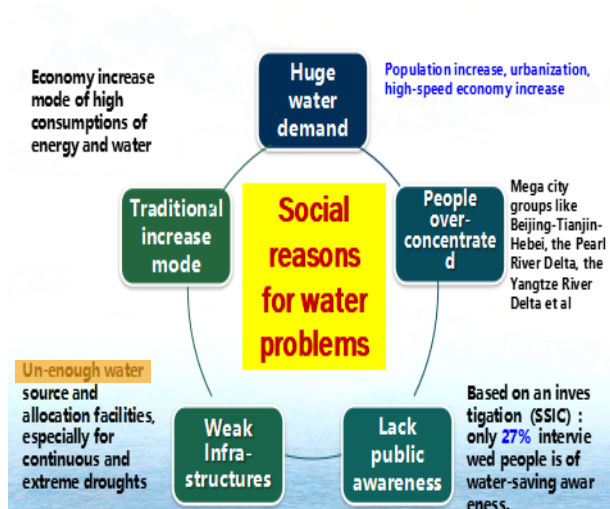 Huge
water
demand
Population increase, urbanization,
high-speed economy increase
Economy increase
mode of high
consumptions of
energy and water
Traditional
increase
mode
Social
reasons
for water
problems
People
over-
concentrate
d
Mega city
groups like
Beijing-Tianjin-
Hebei, the Pearl
River Delta, the
Yangtze River
Delta et al
Un-enough water
source and
allocation facilities,
especially for
continuous and
extreme droughts
Weak
Infra-
structures
Lack
public
awareness
Based on an inves
tigation (SSIC) :
only 27% intervie
wed people is of
water-saving awar
eness.